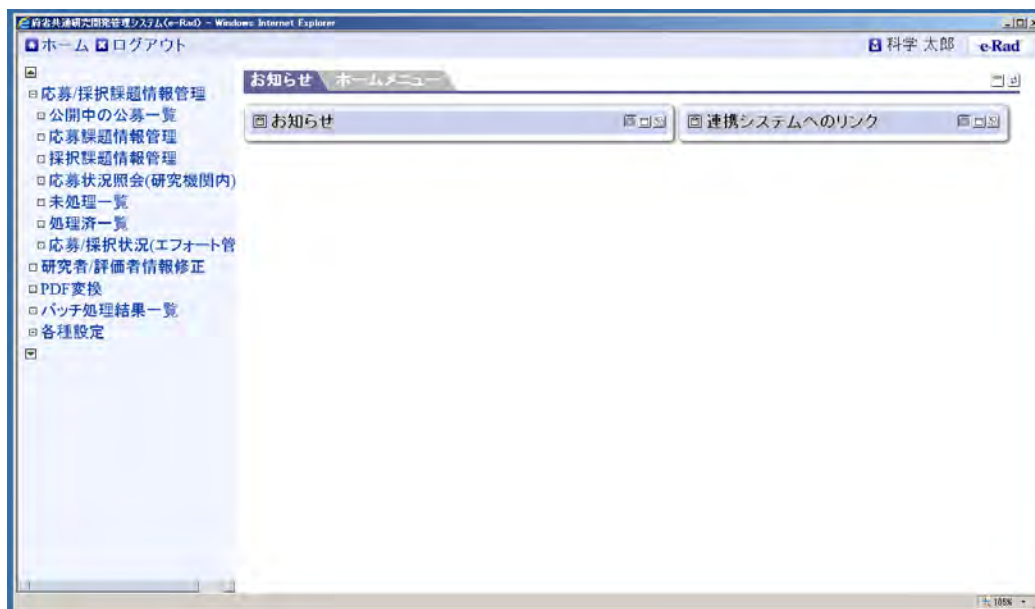 府省共通研究開発管理システム(e-Rad) - Windows Internet Explorer
ホーム ログアウト
科学 太郎 e-Rad
応募/採択課題情報管理
公開中の公募一覧
応募課題情報管理
採択課題情報管理
応募状況照会(研究機関内)
未処理一覧
処理済一覧
応募/採択状況(エフォート管
研究者/評価者情報修正
PDF変換
バッチ処理結果一覧
各種設定
お知らせ ホームメニュー
お知らせ
連携システムへのリンク
105%